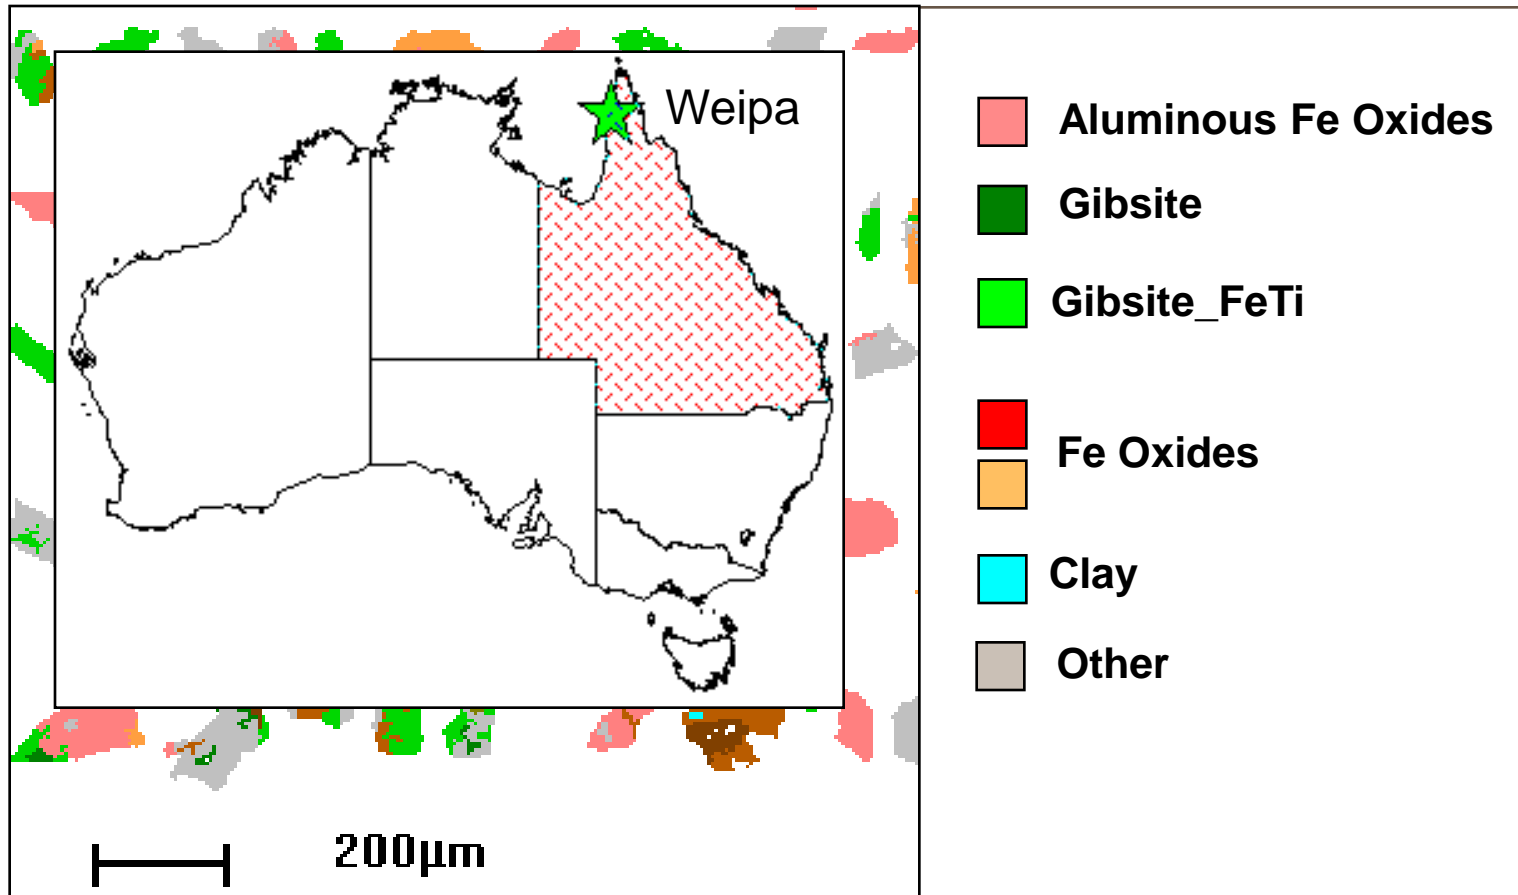 Weipa
Aluminous Fe Oxides
Gibsite
Gibsite_FeTi
Fe Oxides
Clay
Other
200µm